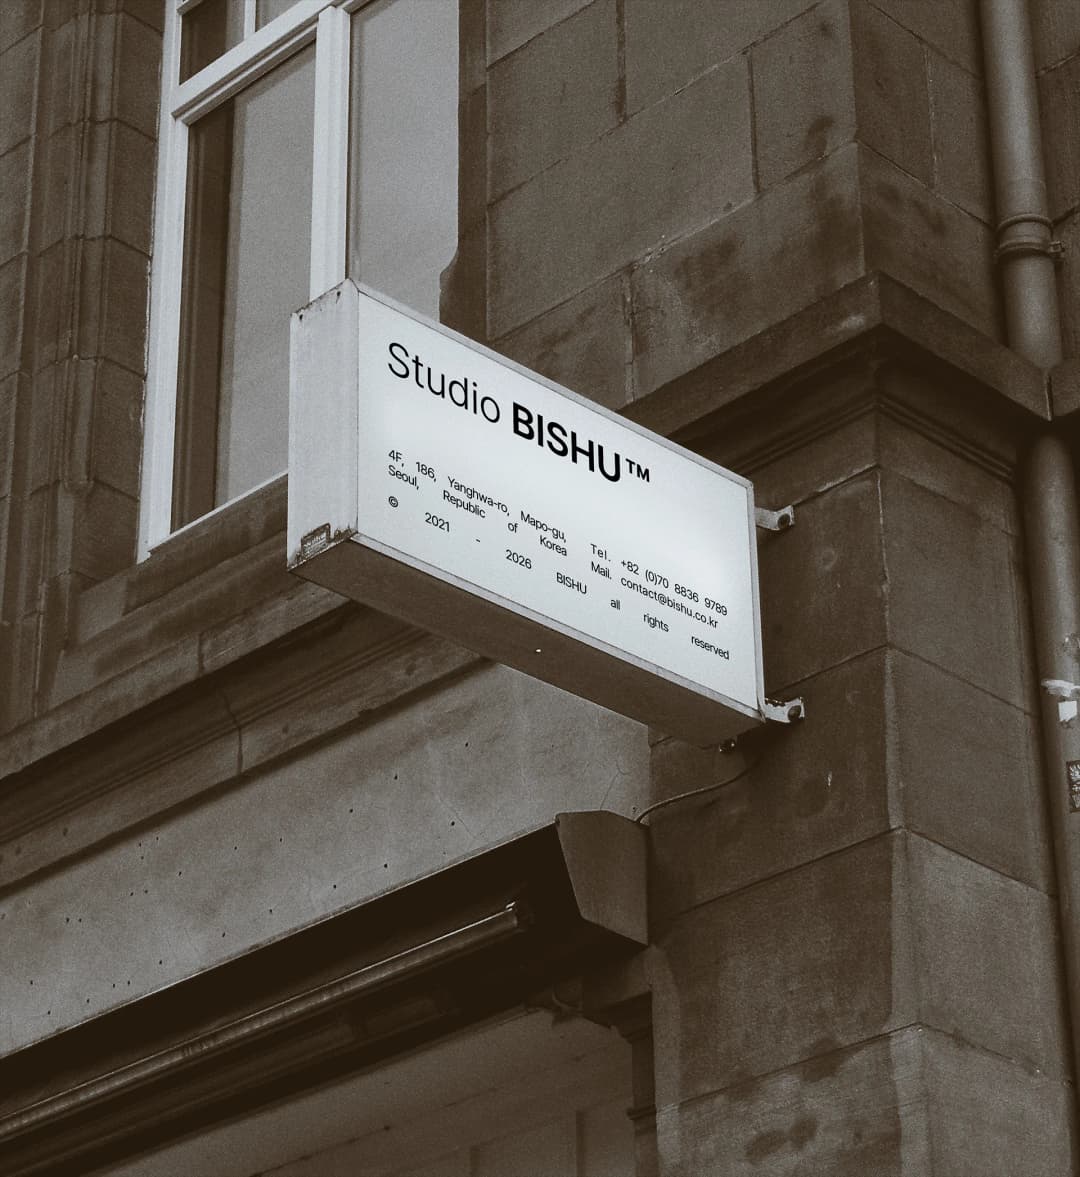 Studio BISHU™
4F, 186, Yanghwa-ro, Mapo-gu,
Seoul, Republic of Korea
Tel. +82 (0)70 8836 9789
Mail. contact@bishu.co.kr
© 2021 - 2026 BISHU all rights reserved